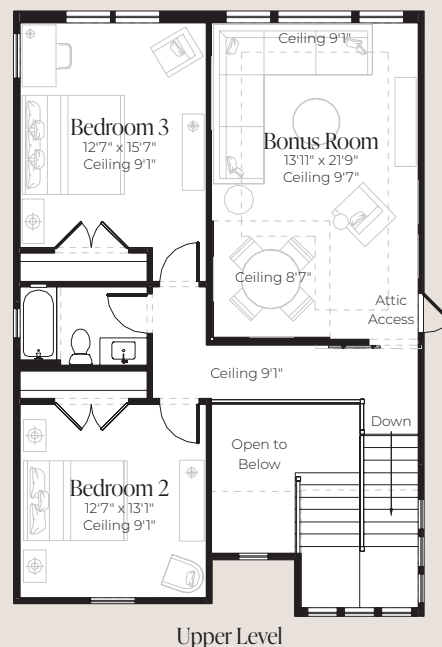 Ceiling 9'1"
Bedroom 3
12'7" x 15'7"
Ceiling 9'1"
Bonus Room
13'11" x 21'9"
Ceiling 9'7"
Ceiling 8'7"
Attic
Access
Ceiling 9'1"
Down
Open to
Below
Bedroom 2
12'7" x 13'1"
Ceiling 9'1"
Upper Level